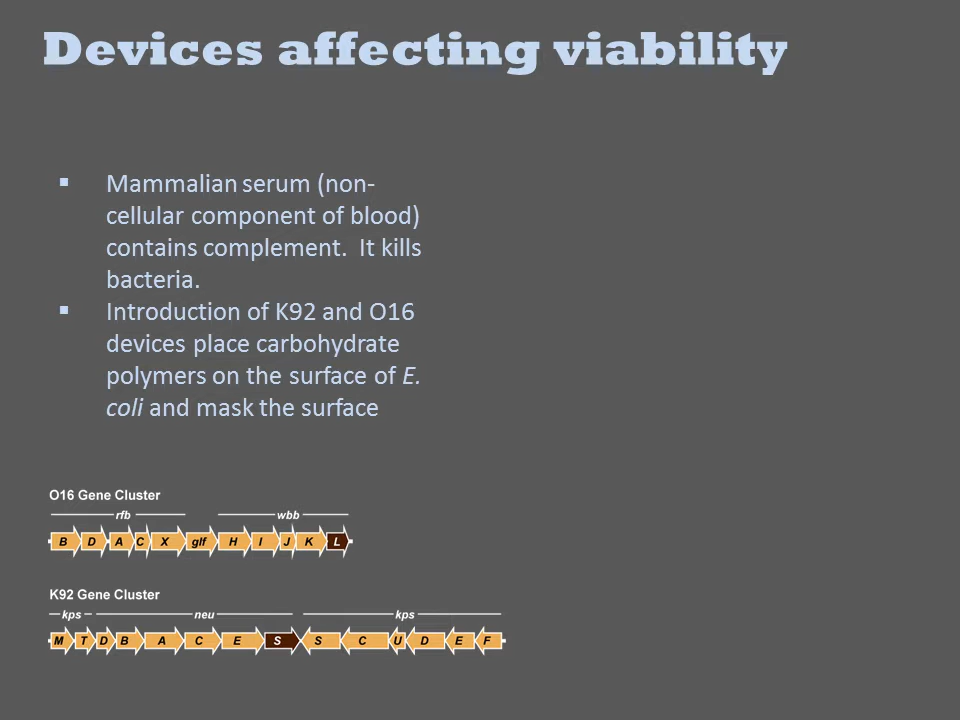 Devices affecting viability
▪ Mammalian serum (non-
cellular component of blood)
contains complement.  It kills
bacteria.
▪ Introduction of K92 and O16
devices place carbohydrate
polymers on the surface of E.
coli and mask the surface
O16 Gene Cluster
rfb wbb
B D A C X glf H I J K L
K92 Gene Cluster
kps neu kps
M T D B A C E S S C U D E F